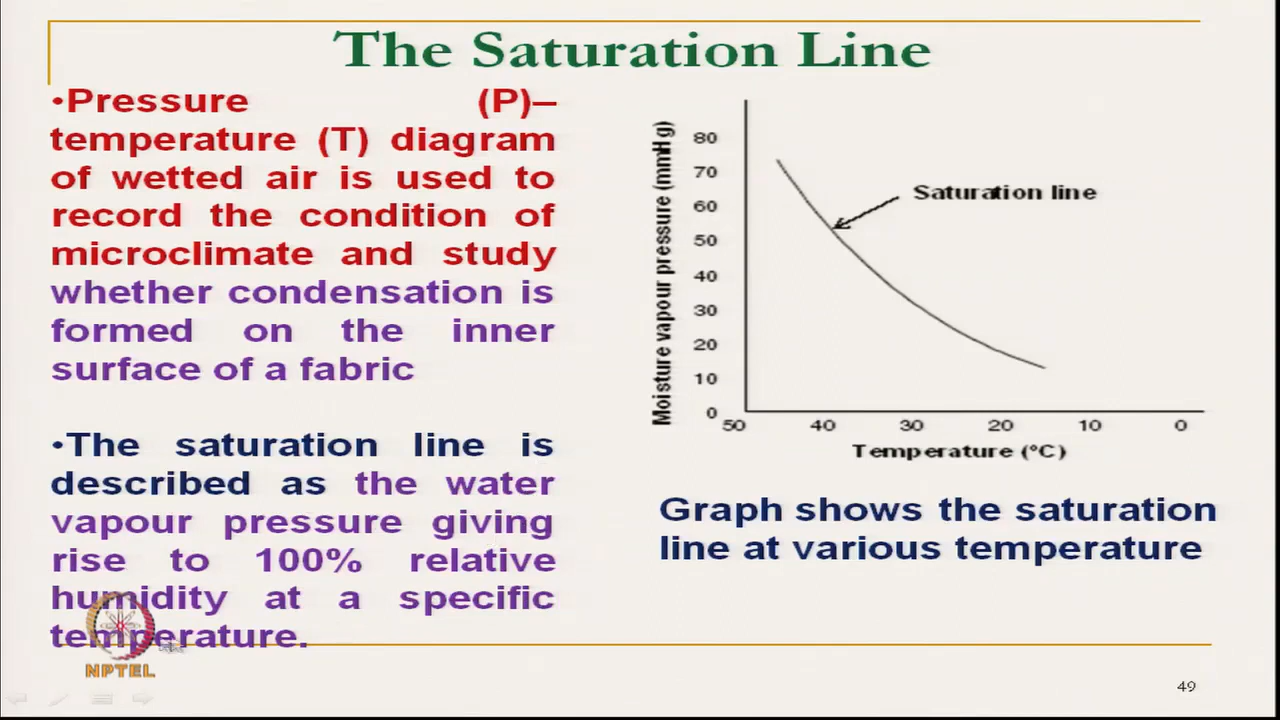 The Saturation Line
•Pressure (P)–
temperature (T) diagram
of wetted air is used to
record the condition of
microclimate and study
whether condensation is
formed on the inner
surface of a fabric
•The saturation line is
described as the water
vapour pressure giving
rise to 100% relative
humidity at a specific
temperature.
NPTEL
Moisture vapour pressure (mmHg)
80
70
60
50
40
30
20
10
0
Saturation line
50 40 30 20 10 0
Temperature (°C)
Graph shows the saturation
line at various temperature
49